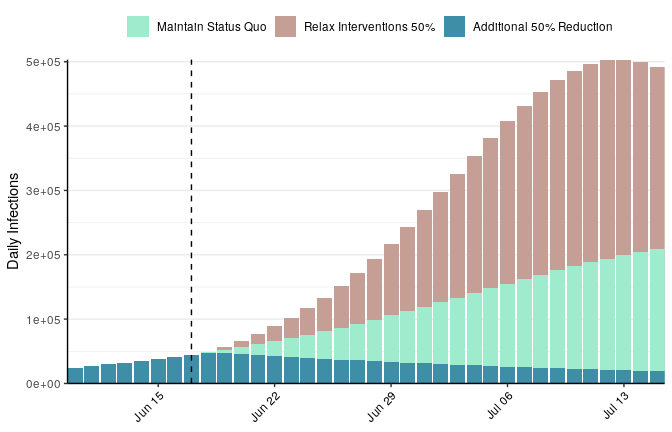 Maintain Status Quo Relax Interventions 50% Additional 50% Reduction
5e+05
4e+05
3e+05
2e+05
1e+05
0e+00
Daily Infections
Jun 15 Jun 22 Jun 29 Jul 06 Jul 13